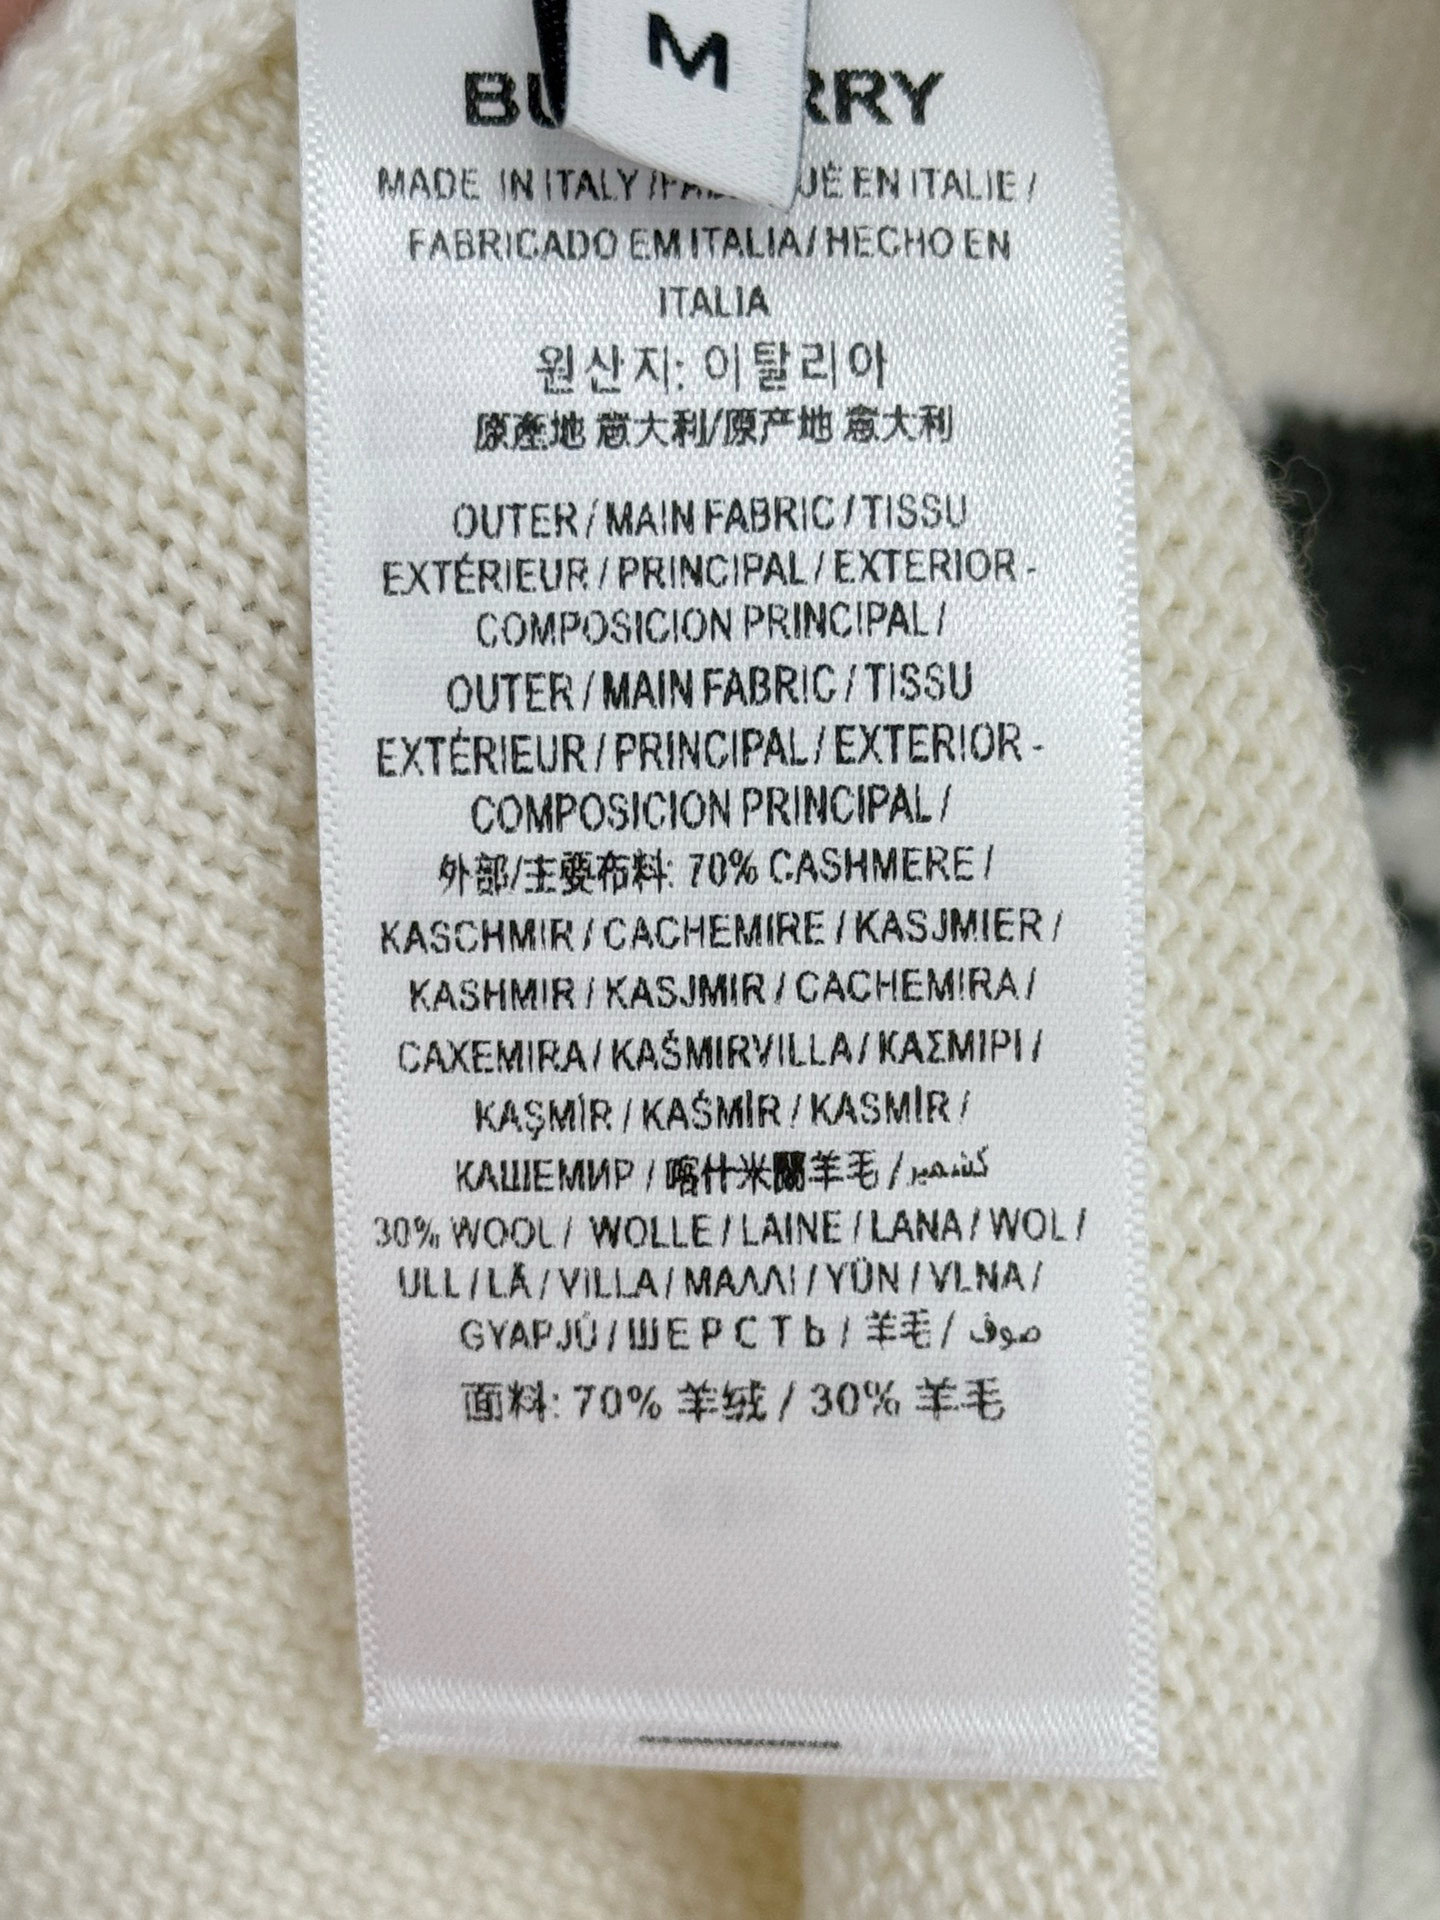 M
MADE IN ITALY / EN ITALIE /
FABRICADO EM ITALIA / HECHO EN
ITALIA
원산지: 이탈리아
原產地 意大利/原产地 意大利
OUTER / MAIN FABRIC / TISSU
EXTÉRIEUR / PRINCIPAL / EXTERIOR -
COMPOSICION PRINCIPAL /
OUTER / MAIN FABRIC / TISSU
EXTÉRIEUR / PRINCIPAL / EXTERIOR -
COMPOSICION PRINCIPAL /
外部/主要布料: 70% CASHMERE /
KASCHMIR / CACHEMIRE / KASJMIER /
KASHMIR / KASJMIR / CACHEMIRA /
CAXEMIRA / KAŠMIRVILLA / ΚΑΣΜΙΡΙ /
KAŞMİR / KAŠMÍR / KASMÍR /
КАШЕМИР / 喀什米爾羊毛 / كشمير
30% WOOL / WOLLE / LAINE / LANA / WOL /
ULL / LÃ / VILLA / ΜΑΛΛΙ / YÜN / VLNA /
GYAPJÚ / ШЕРСТЬ / 羊毛 / صوف
面料: 70% 羊绒 / 30% 羊毛